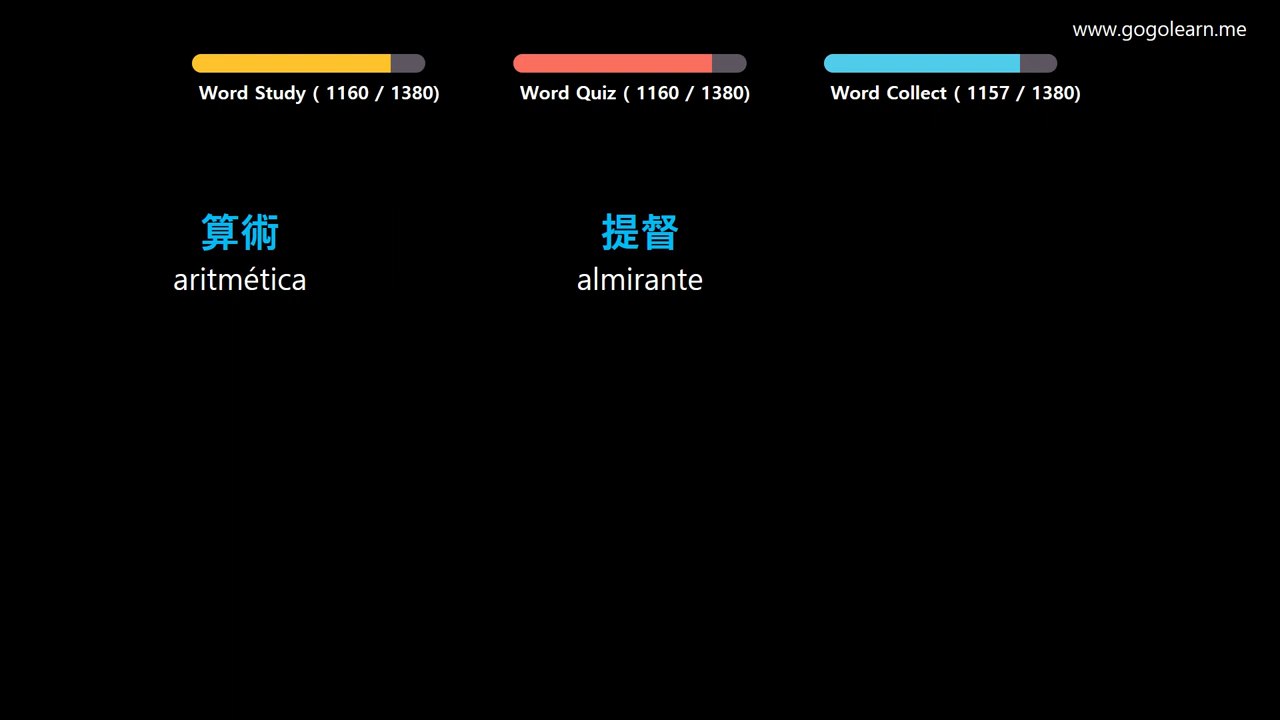 www.gogolearn.me
Word Study ( 1160 / 1380)
Word Quiz ( 1160 / 1380)
Word Collect ( 1157 / 1380)
算術
aritmética
提督
almirante